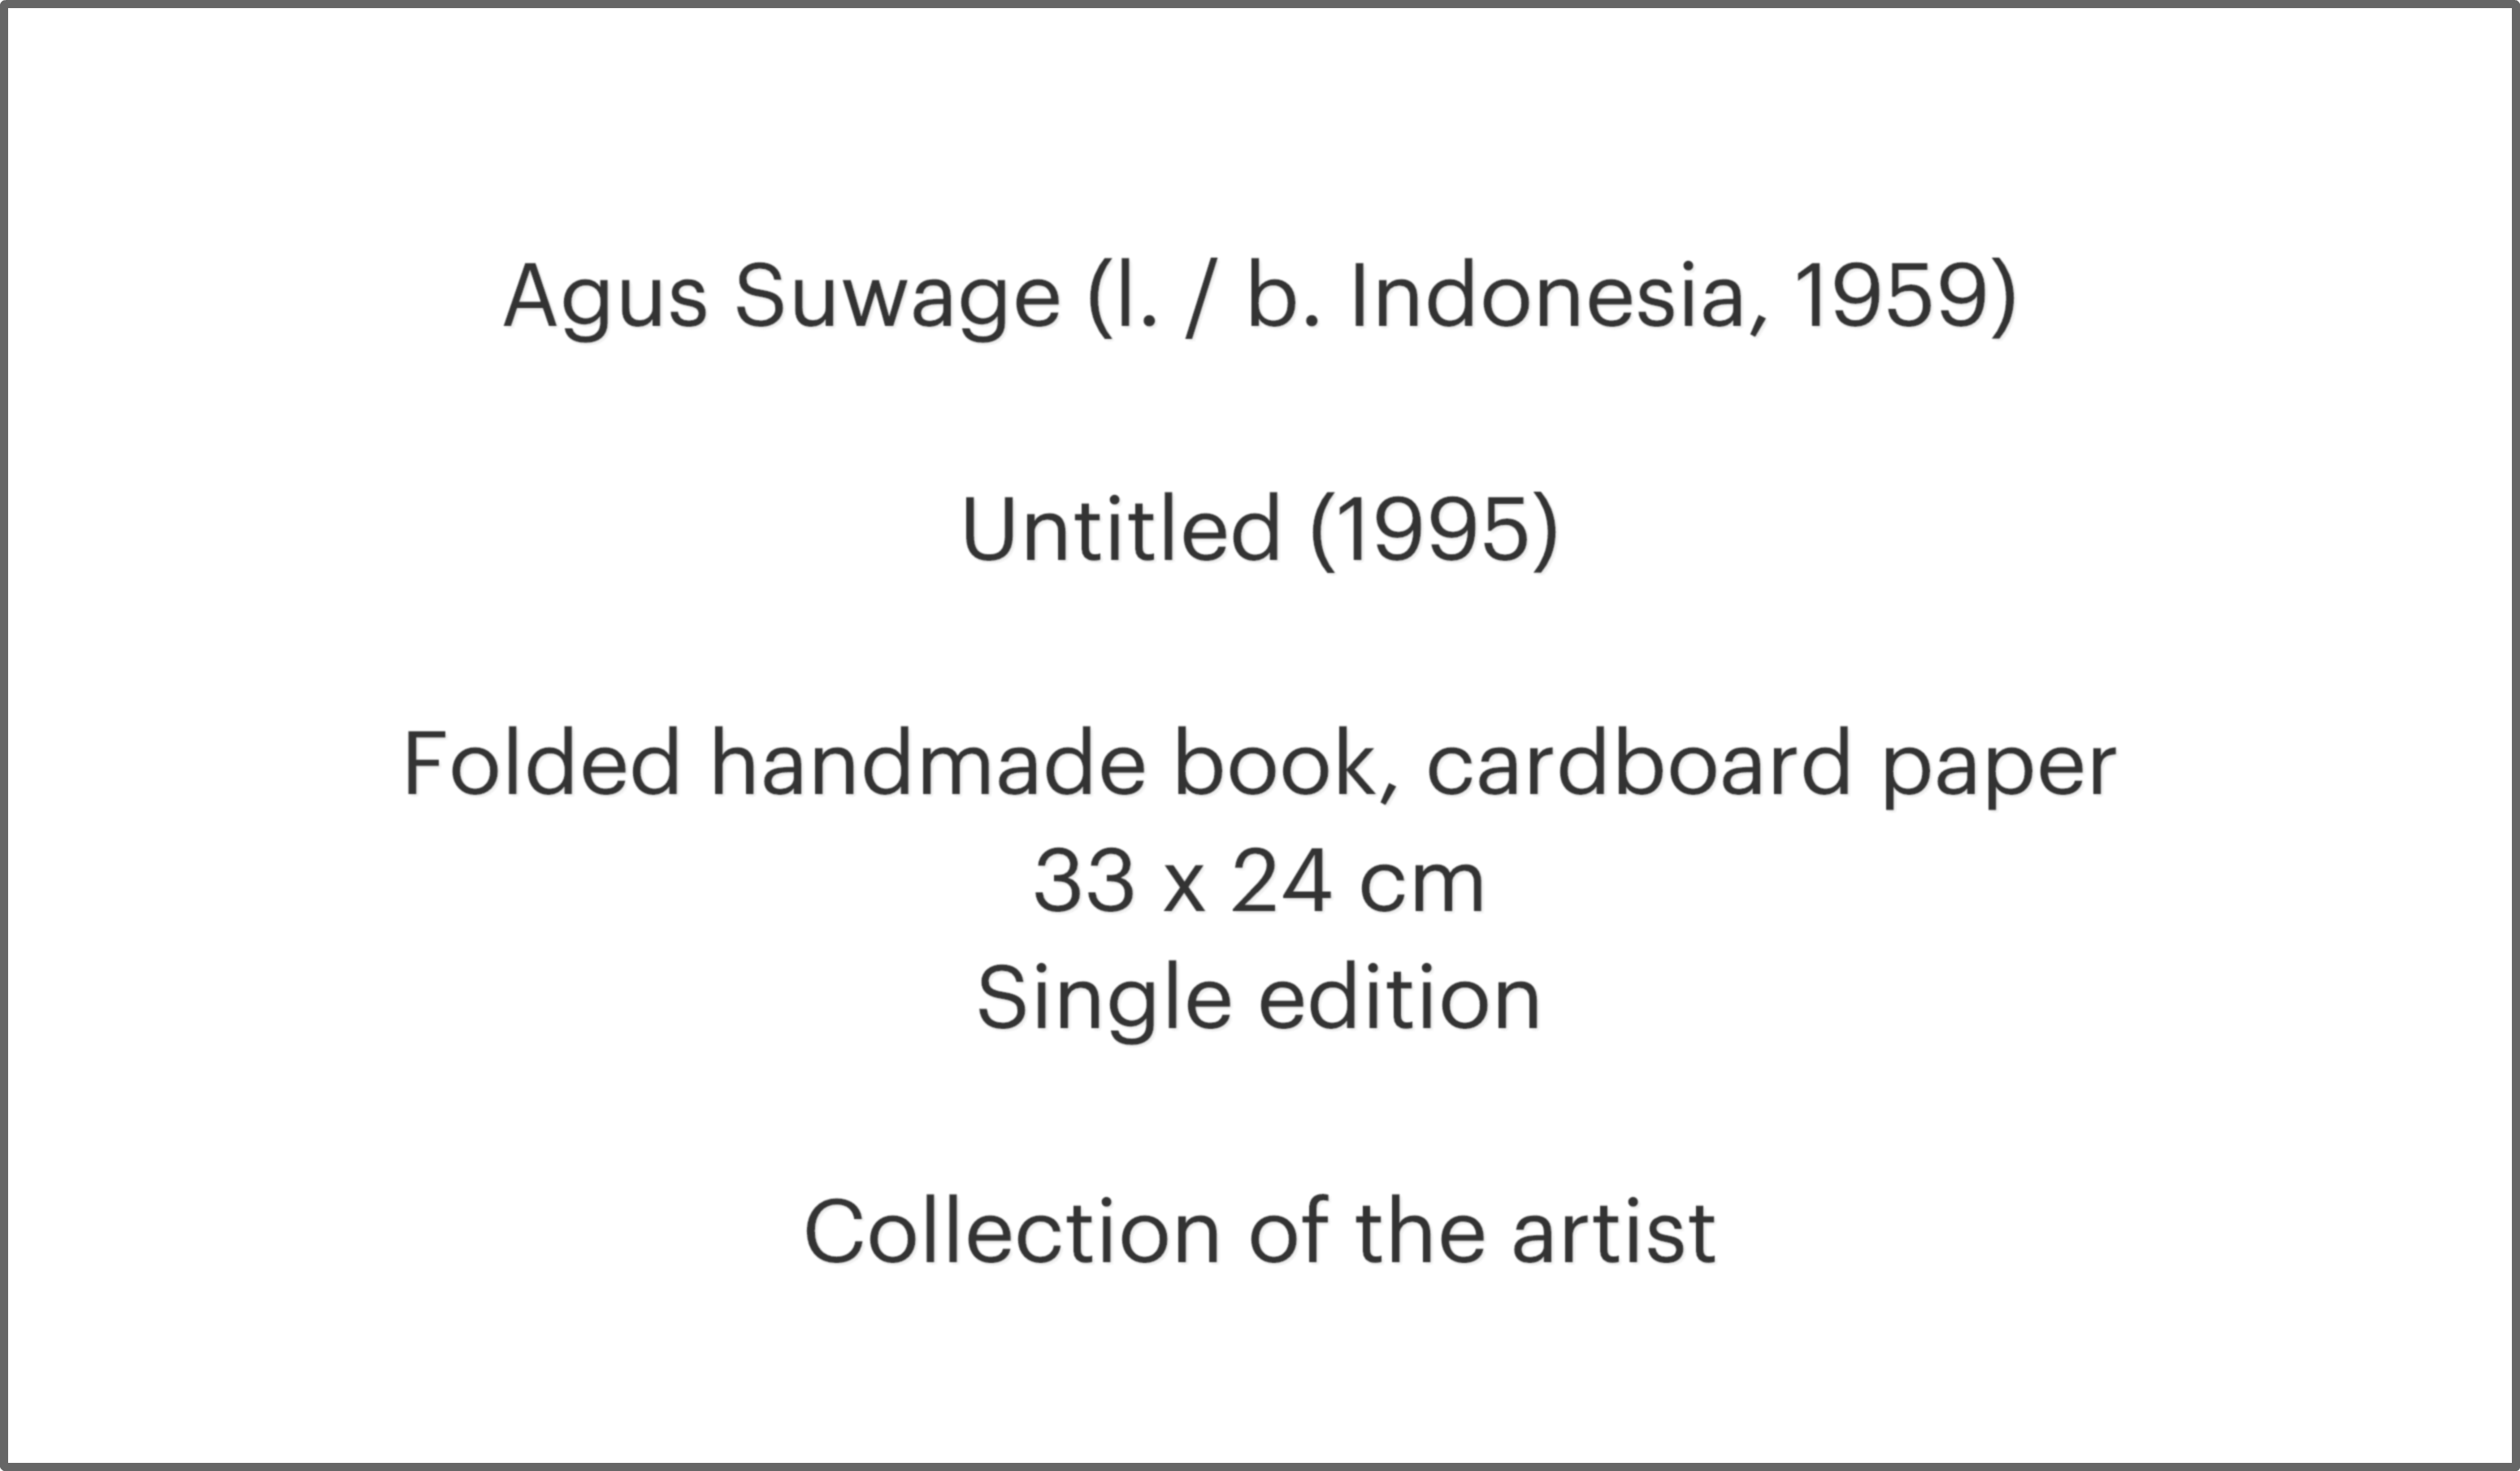 Agus Suwage (l. / b. Indonesia, 1959)
Untitled (1995)
Folded handmade book, cardboard paper
33 x 24 cm
Single edition
Collection of the artist